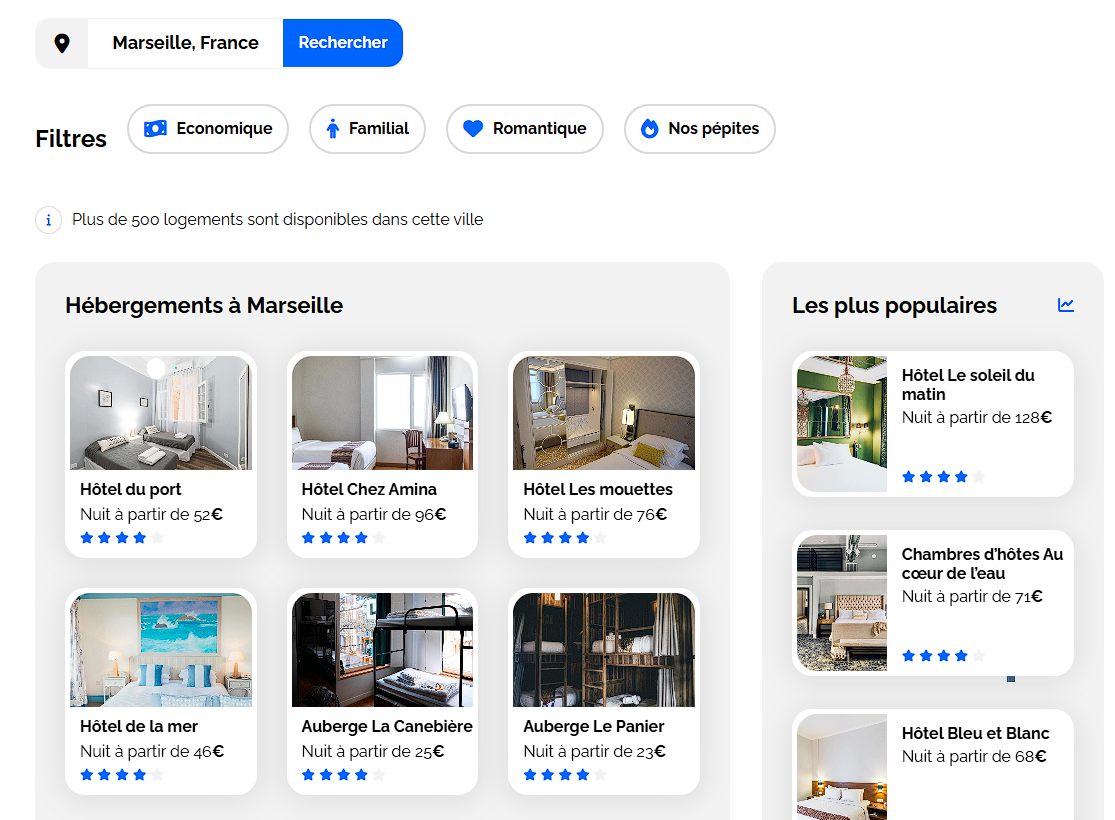 Marseille, France
Rechercher
Filtres
Economique
Familial
Romantique
Nos pépites
i
Plus de 500 logements sont disponibles dans cette ville
Hébergements à Marseille
Hôtel du port
Nuit à partir de 52€
Hôtel Chez Amina
Nuit à partir de 96€
Hôtel Les mouettes
Nuit à partir de 76€
Hôtel de la mer
Nuit à partir de 46€
Auberge La Canebière
Nuit à partir de 25€
Auberge Le Panier
Nuit à partir de 23€
Les plus populaires
Hôtel Le soleil du
matin
Nuit à partir de 128€
Chambres d’hôtes Au
cœur de l’eau
Nuit à partir de 71€
Hôtel Bleu et Blanc
Nuit à partir de 68€